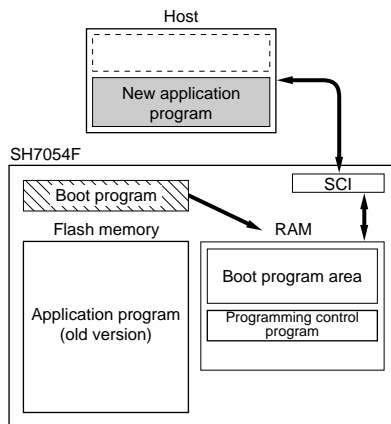 Host
New application
program
SH7054F
SCI
Boot program
Flash memory
RAM
Boot program area
Application program
(old version)
Programming control
program